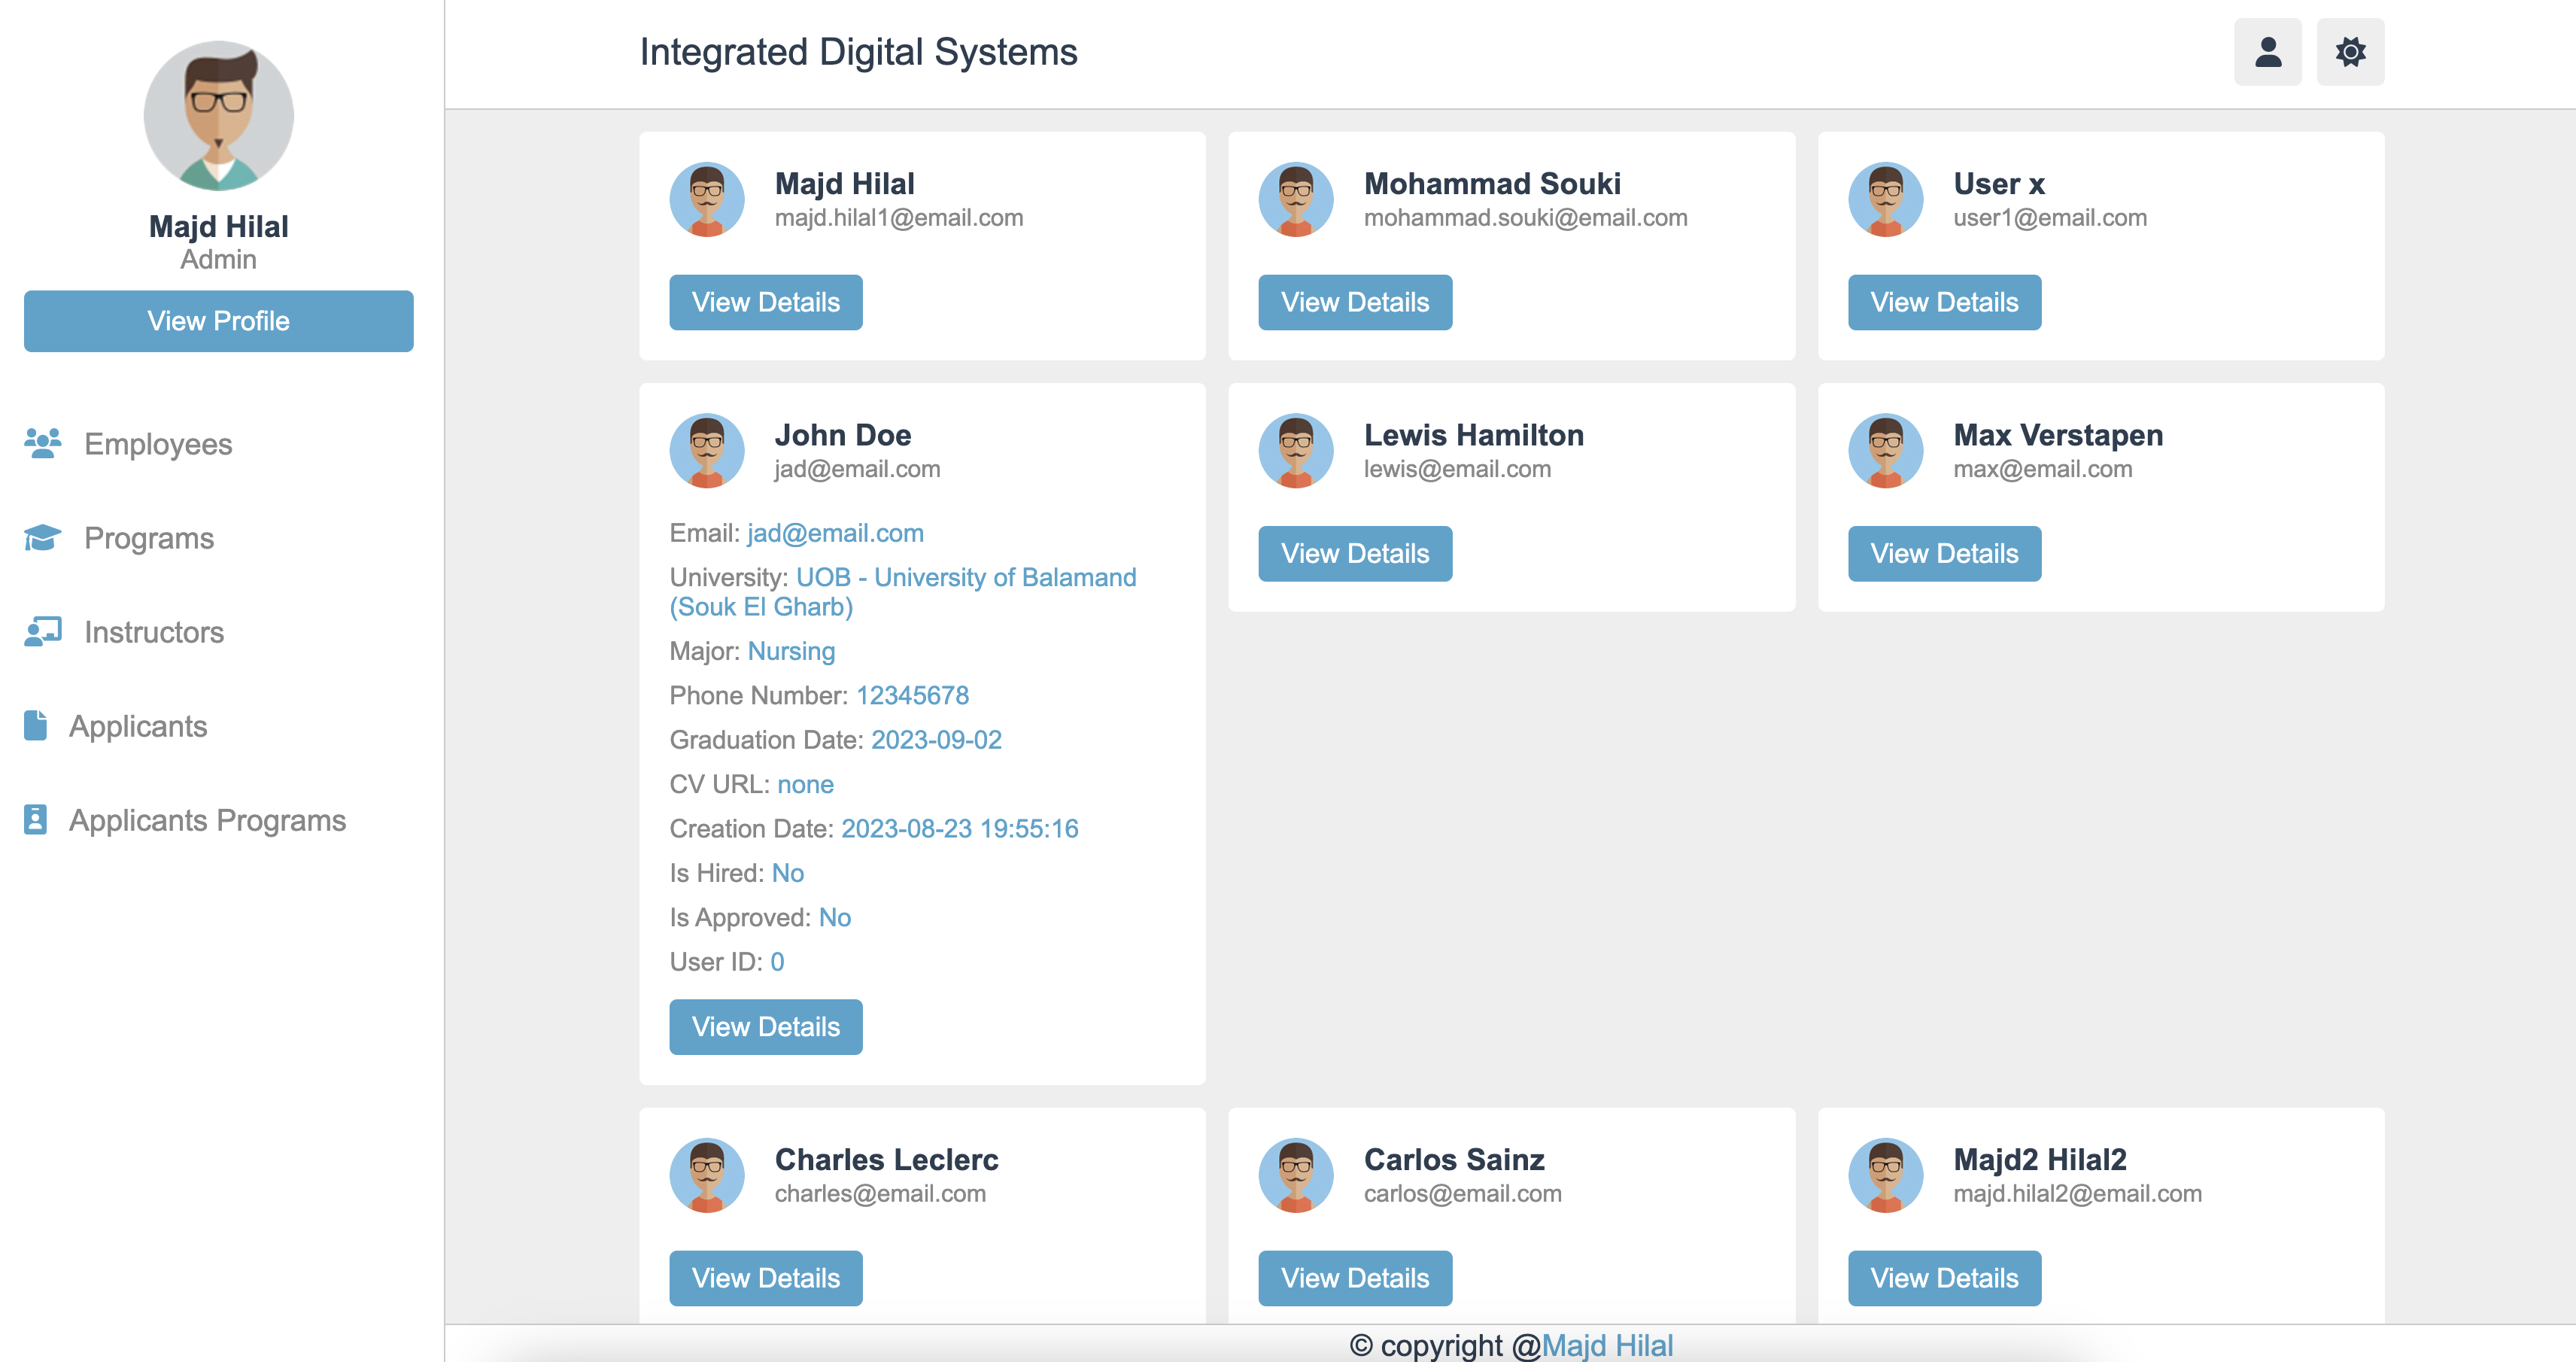 Majd Hilal
Admin
View Profile
Employees
Programs
Instructors
Applicants
Applicants Programs
Integrated Digital Systems
Majd Hilal
majd.hilal1@email.com
View Details
Mohammad Souki
mohammad.souki@email.com
View Details
User x
user1@email.com
View Details
John Doe
jad@email.com
Email: jad@email.com
University: UOB - University of Balamand
(Souk El Gharb)
Major: Nursing
Phone Number: 12345678
Graduation Date: 2023-09-02
CV URL: none
Creation Date: 2023-08-23 19:55:16
Is Hired: No
Is Approved: No
User ID: 0
View Details
Lewis Hamilton
lewis@email.com
View Details
Max Verstapen
max@email.com
View Details
Charles Leclerc
charles@email.com
View Details
Carlos Sainz
carlos@email.com
View Details
Majd2 Hilal2
majd.hilal2@email.com
View Details
© copyright @Majd Hilal